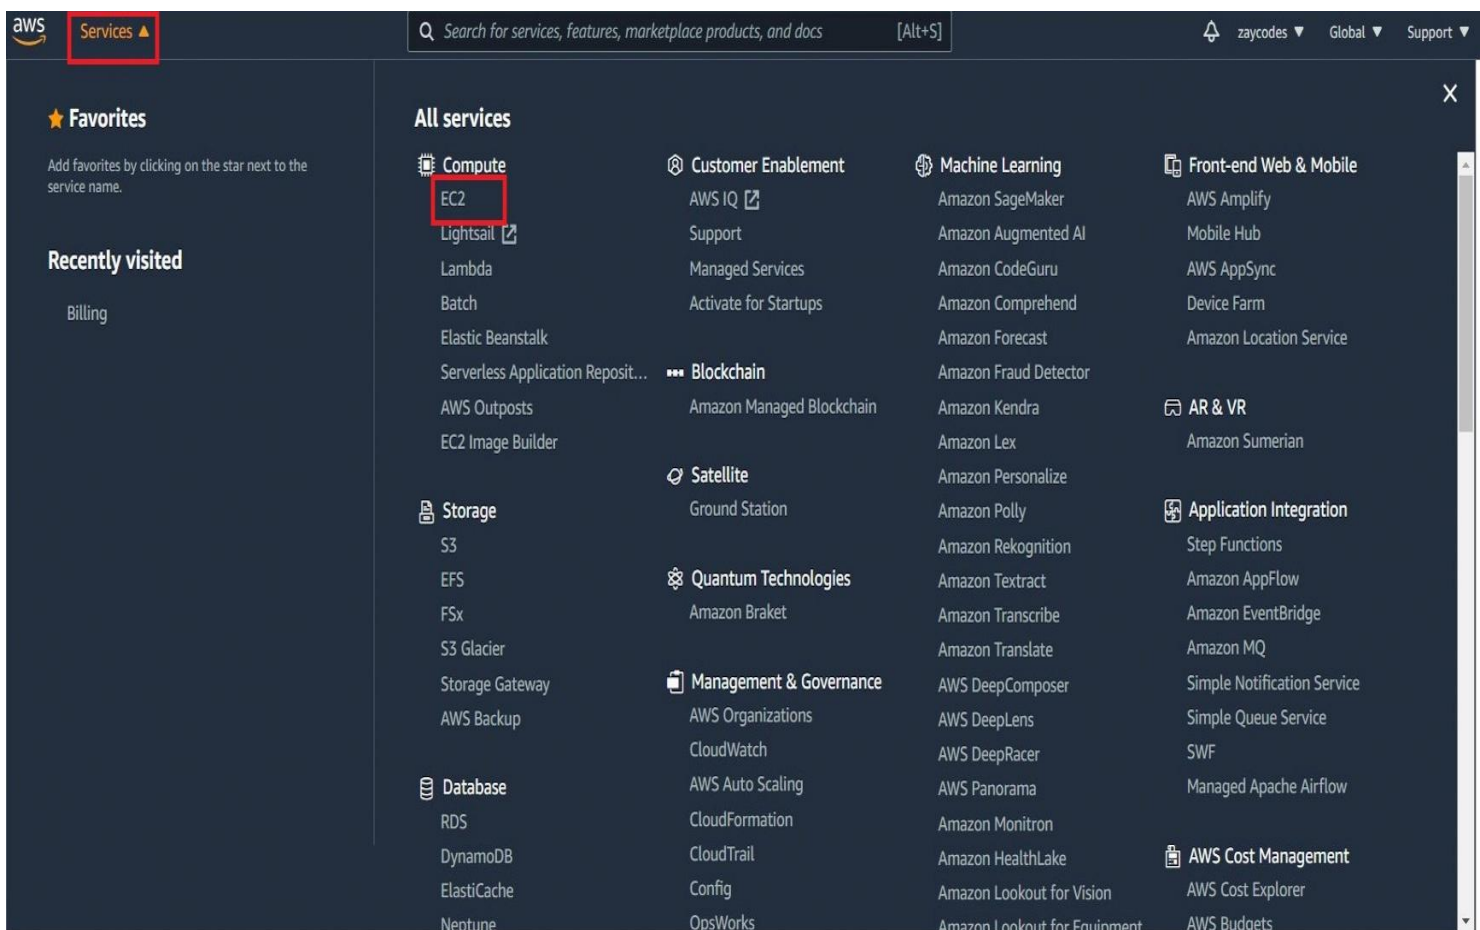 aws
Services ▲
Search for services, features, marketplace products, and docs
[Alt+S]
zaycodes ▼
Global ▼
Support ▼
Favorites
Add favorites by clicking on the star next to the
service name.
Recently visited
Billing
All services
Compute
EC2
Lightsail
Lambda
Batch
Elastic Beanstalk
Serverless Application Reposit...
AWS Outposts
EC2 Image Builder
Storage
S3
EFS
FSx
S3 Glacier
Storage Gateway
AWS Backup
Database
RDS
DynamoDB
ElastiCache
Neptune
Customer Enablement
AWS IQ
Support
Managed Services
Activate for Startups
Blockchain
Amazon Managed Blockchain
Satellite
Ground Station
Quantum Technologies
Amazon Braket
Management & Governance
AWS Organizations
CloudWatch
AWS Auto Scaling
CloudFormation
CloudTrail
Config
OpsWorks
Machine Learning
Amazon SageMaker
Amazon Augmented AI
Amazon CodeGuru
Amazon Comprehend
Amazon Forecast
Amazon Fraud Detector
Amazon Kendra
Amazon Lex
Amazon Personalize
Amazon Polly
Amazon Rekognition
Amazon Textract
Amazon Transcribe
Amazon Translate
AWS DeepComposer
AWS DeepLens
AWS DeepRacer
AWS Panorama
Amazon Monitron
Amazon HealthLake
Amazon Lookout for Vision
Amazon Lookout for Equipment
Front-end Web & Mobile
AWS Amplify
Mobile Hub
AWS AppSync
Device Farm
Amazon Location Service
AR & VR
Amazon Sumerian
Application Integration
Step Functions
Amazon AppFlow
Amazon EventBridge
Amazon MQ
Simple Notification Service
Simple Queue Service
SWF
Managed Apache Airflow
AWS Cost Management
AWS Cost Explorer
AWS Budgets